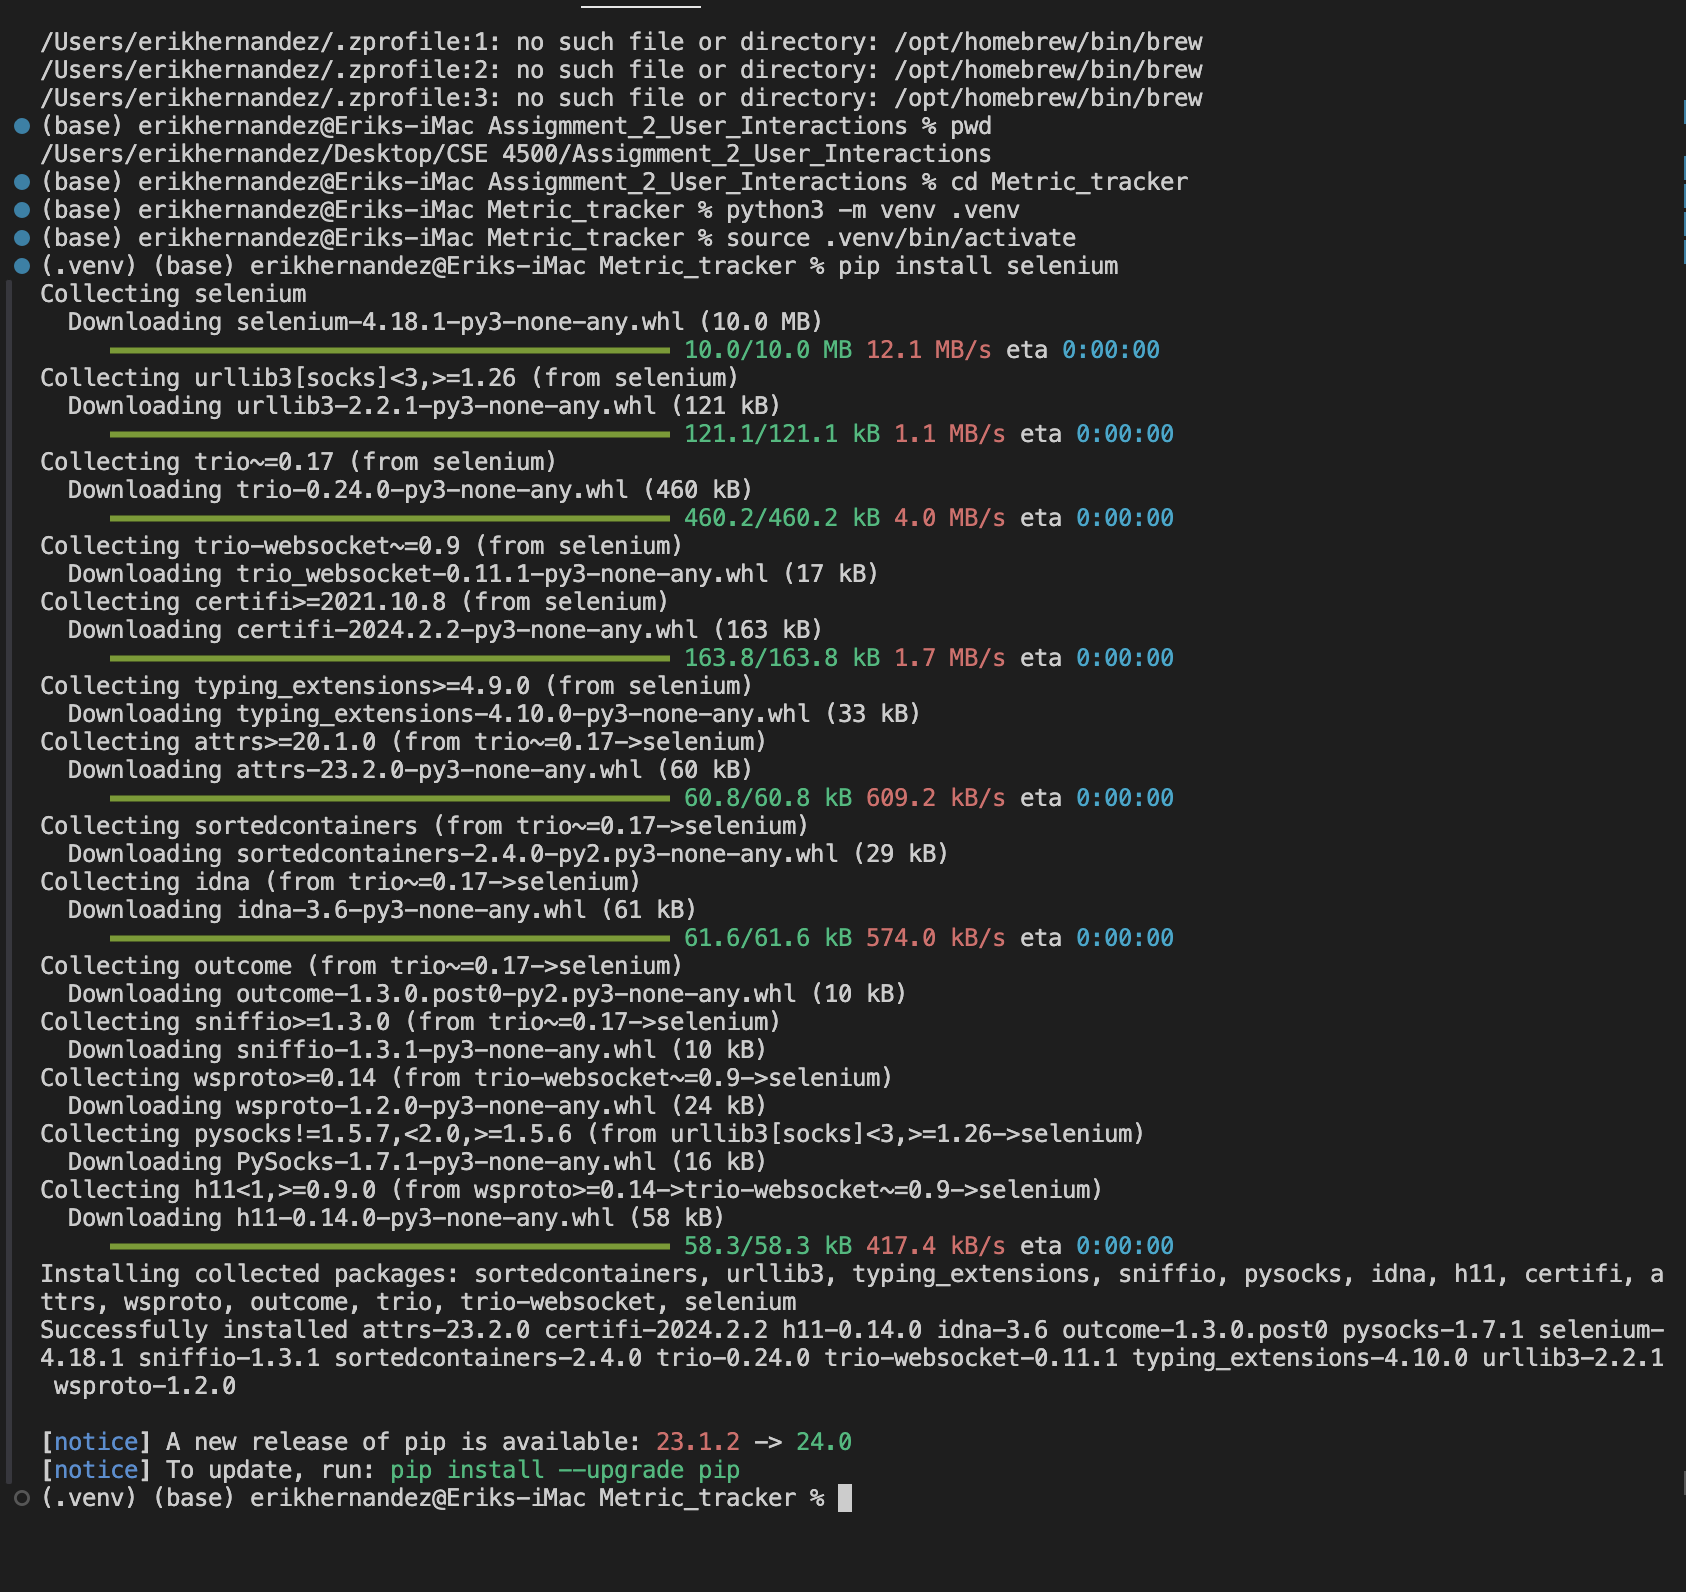 /Users/erikhernandez/.zprofile:1: no such file or directory: /opt/homebrew/bin/brew
/Users/erikhernandez/.zprofile:2: no such file or directory: /opt/homebrew/bin/brew
/Users/erikhernandez/.zprofile:3: no such file or directory: /opt/homebrew/bin/brew
(base) erikhernandez@Eriks-iMac Assigmment_2_User_Interactions % pwd
/Users/erikhernandez/Desktop/CSE 4500/Assigmment_2_User_Interactions
(base) erikhernandez@Eriks-iMac Assigmment_2_User_Interactions % cd Metric_tracker
(base) erikhernandez@Eriks-iMac Metric_tracker % python3 -m venv .venv
(base) erikhernandez@Eriks-iMac Metric_tracker % source .venv/bin/activate
(.venv) (base) erikhernandez@Eriks-iMac Metric_tracker % pip install selenium
Collecting selenium
  Downloading selenium-4.18.1-py3-none-any.whl (10.0 MB)
10.0/10.0 MB 12.1 MB/s eta 0:00:00
Collecting urllib3[socks]<3,>=1.26 (from selenium)
  Downloading urllib3-2.2.1-py3-none-any.whl (121 kB)
121.1/121.1 kB 1.1 MB/s eta 0:00:00
Collecting trio~=0.17 (from selenium)
  Downloading trio-0.24.0-py3-none-any.whl (460 kB)
460.2/460.2 kB 4.0 MB/s eta 0:00:00
Collecting trio-websocket~=0.9 (from selenium)
  Downloading trio_websocket-0.11.1-py3-none-any.whl (17 kB)
Collecting certifi>=2021.10.8 (from selenium)
  Downloading certifi-2024.2.2-py3-none-any.whl (163 kB)
163.8/163.8 kB 1.7 MB/s eta 0:00:00
Collecting typing_extensions>=4.9.0 (from selenium)
  Downloading typing_extensions-4.10.0-py3-none-any.whl (33 kB)
Collecting attrs>=20.1.0 (from trio~=0.17->selenium)
  Downloading attrs-23.2.0-py3-none-any.whl (60 kB)
60.8/60.8 kB 609.2 kB/s eta 0:00:00
Collecting sortedcontainers (from trio~=0.17->selenium)
  Downloading sortedcontainers-2.4.0-py2.py3-none-any.whl (29 kB)
Collecting idna (from trio~=0.17->selenium)
  Downloading idna-3.6-py3-none-any.whl (61 kB)
61.6/61.6 kB 574.0 kB/s eta 0:00:00
Collecting outcome (from trio~=0.17->selenium)
  Downloading outcome-1.3.0.post0-py2.py3-none-any.whl (10 kB)
Collecting sniffio>=1.3.0 (from trio~=0.17->selenium)
  Downloading sniffio-1.3.1-py3-none-any.whl (10 kB)
Collecting wsproto>=0.14 (from trio-websocket~=0.9->selenium)
  Downloading wsproto-1.2.0-py3-none-any.whl (24 kB)
Collecting pysocks!=1.5.7,<2.0,>=1.5.6 (from urllib3[socks]<3,>=1.26->selenium)
  Downloading PySocks-1.7.1-py3-none-any.whl (16 kB)
Collecting h11<1,>=0.9.0 (from wsproto>=0.14->trio-websocket~=0.9->selenium)
  Downloading h11-0.14.0-py3-none-any.whl (58 kB)
58.3/58.3 kB 417.4 kB/s eta 0:00:00
Installing collected packages: sortedcontainers, urllib3, typing_extensions, sniffio, pysocks, idna, h11, certifi, a
ttrs, wsproto, outcome, trio, trio-websocket, selenium
Successfully installed attrs-23.2.0 certifi-2024.2.2 h11-0.14.0 idna-3.6 outcome-1.3.0.post0 pysocks-1.7.1 selenium-
4.18.1 sniffio-1.3.1 sortedcontainers-2.4.0 trio-0.24.0 trio-websocket-0.11.1 typing_extensions-4.10.0 urllib3-2.2.1
 wsproto-1.2.0
[notice] A new release of pip is available: 23.1.2 -> 24.0
[notice] To update, run: pip install --upgrade pip
(.venv) (base) erikhernandez@Eriks-iMac Metric_tracker %